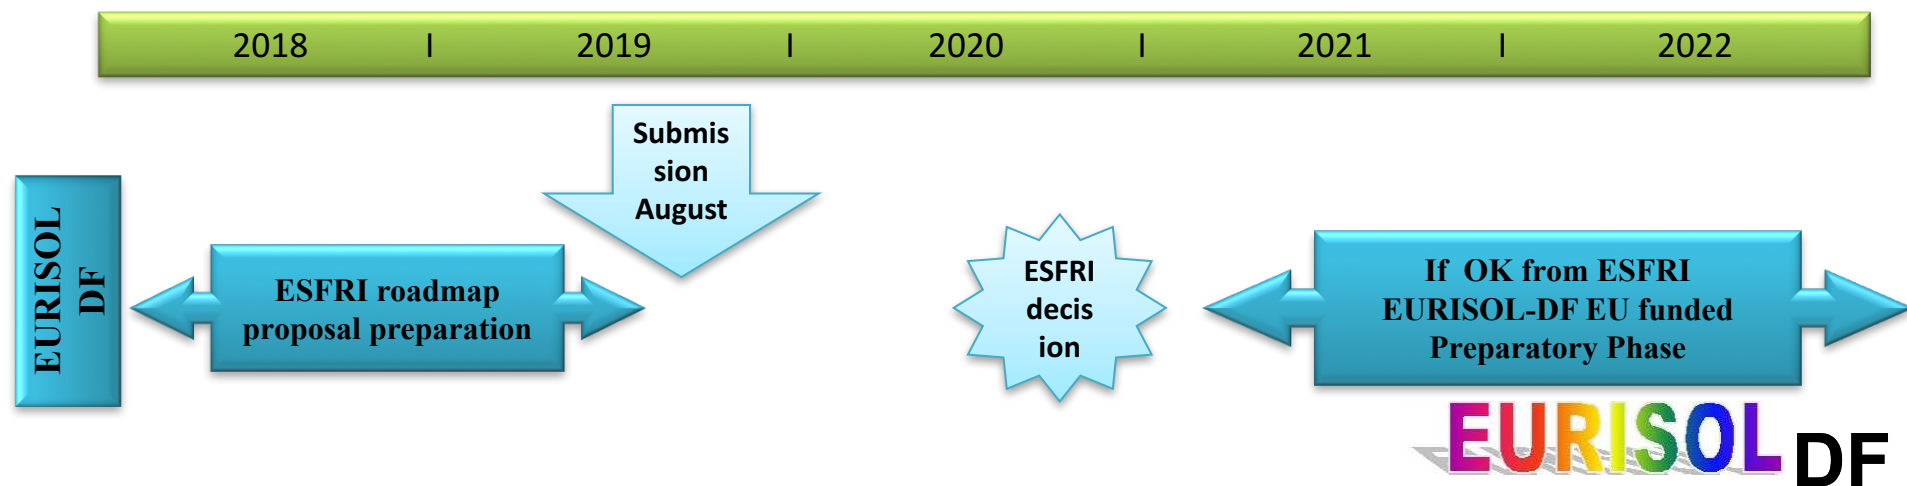 2018 I 2019 I 2020 I 2021 I 2022
Submis
sion
August
EURISOL
DF
ESFRI roadmap
proposal preparation
ESFRI
decis
ion
If OK from ESFRI
EURISOL-DF EU funded
Preparatory Phase
EURISOL DF